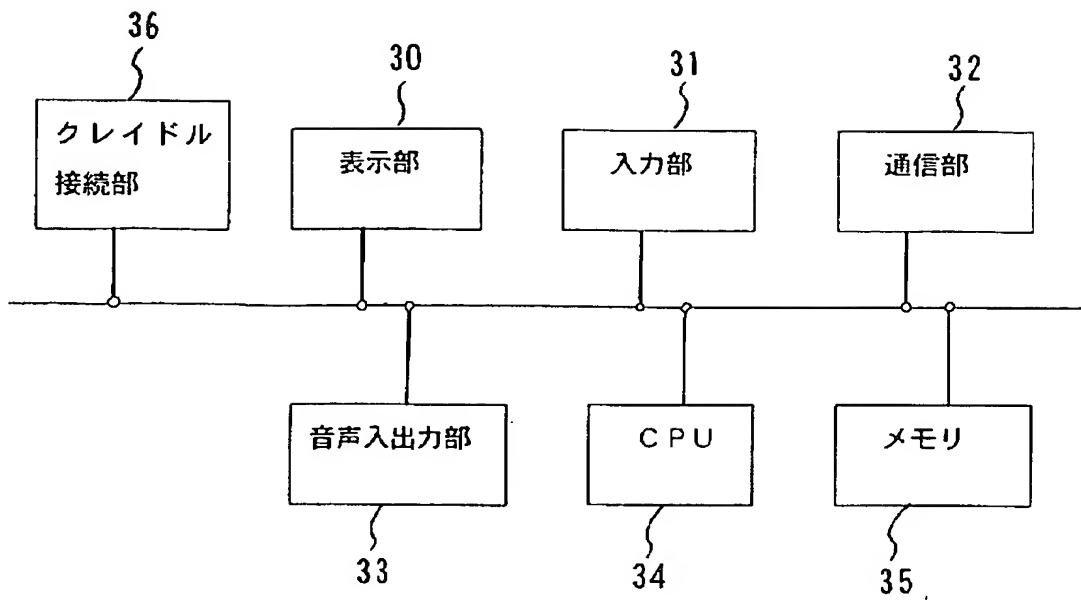 36
30
31
32
クレイドル
接続部
表示部
入力部
通信部
音声入出力部
CPU
メモリ
33
34
35